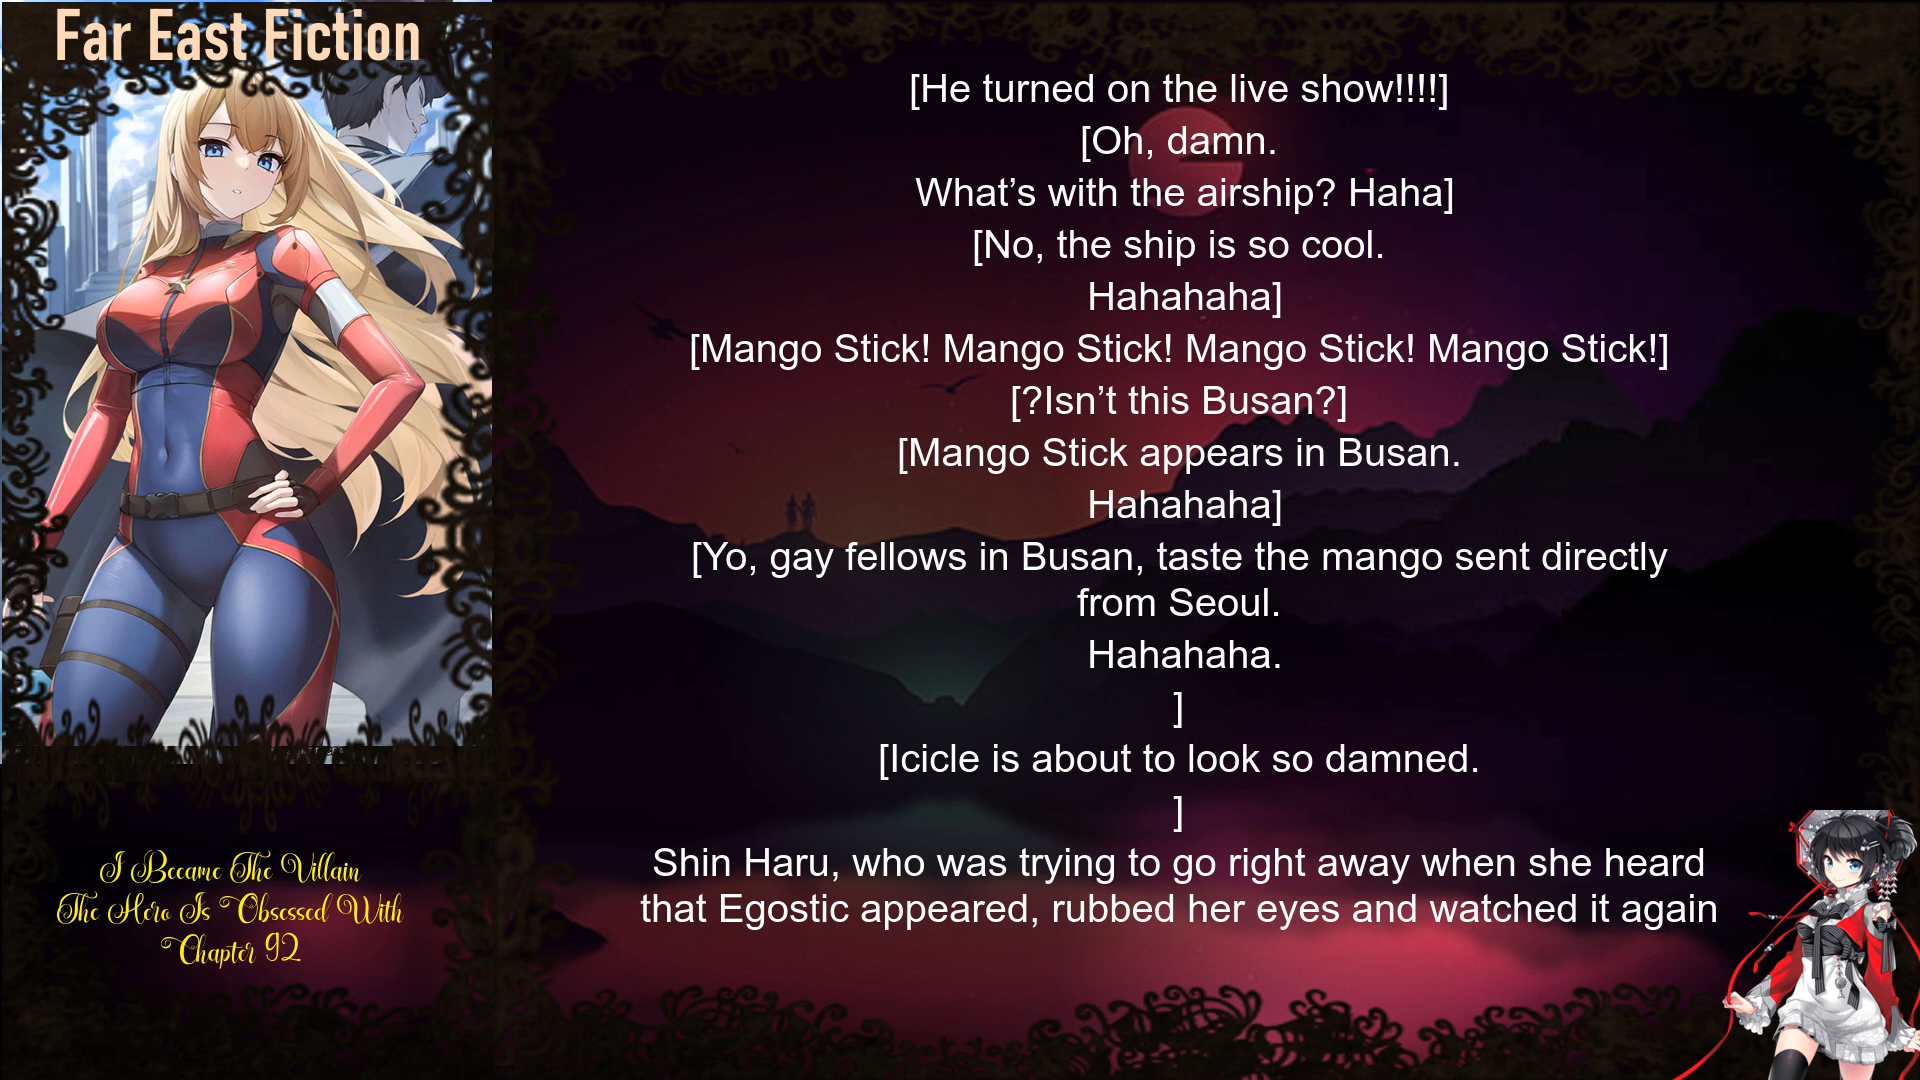 Far East Fiction
[He turned on the live show!!!!]
[Oh, damn.
What’s with the airship? Haha]
[No, the ship is so cool.
Hahahaha]
[Mango Stick! Mango Stick! Mango Stick! Mango Stick!]
[?Isn’t this Busan?]
[Mango Stick appears in Busan.
Hahahaha]
[Yo, gay fellows in Busan, taste the mango sent directly
from Seoul.
Hahahaha.
]
[Icicle is about to look so damned.
]
Shin Haru, who was trying to go right away when she heard
that Egostic appeared, rubbed her eyes and watched it again
I Became The Villain
The Hero Is Obsessed With
Chapter 92